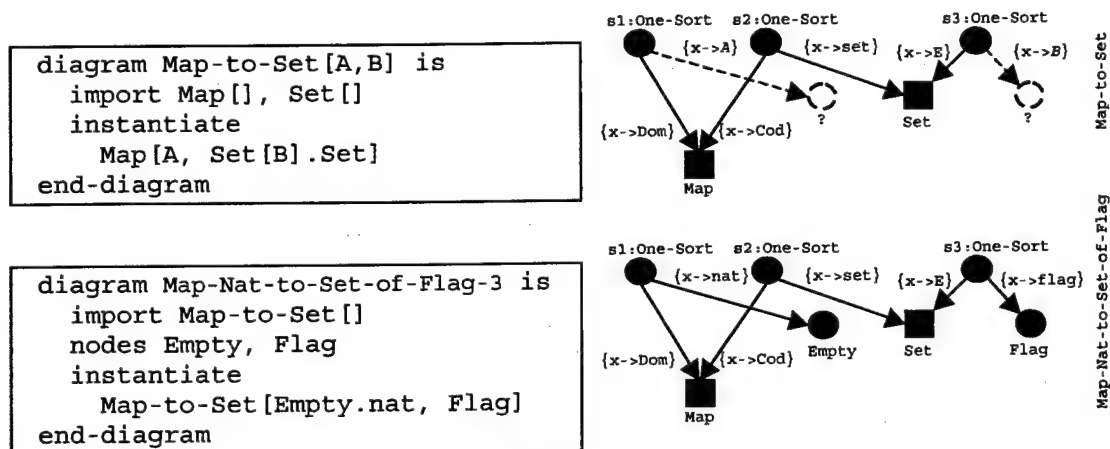 diagram Map-to-Set[A,B] is
import Map[], Set[]
instantiate
Map[A, Set[B].Set]
end-diagram
s1:One-Sort s2:One-Sort s3:One-Sort
{x->A} {x->set} {x->E} {x->B}
? Set ?
{x->Dom} {x->Cod}
Map
Map-to-Set
diagram Map-Nat-to-Set-of-Flag-3 is
import Map-to-Set[]
nodes Empty, Flag
instantiate
Map-to-Set[Empty.nat, Flag]
end-diagram
s1:One-Sort s2:One-Sort s3:One-Sort
{x->nat} {x->set} {x->E} {x->flag}
Empty Set Flag
{x->Dom} {x->Cod}
Map
Map-Nat-to-Set-of-Flag